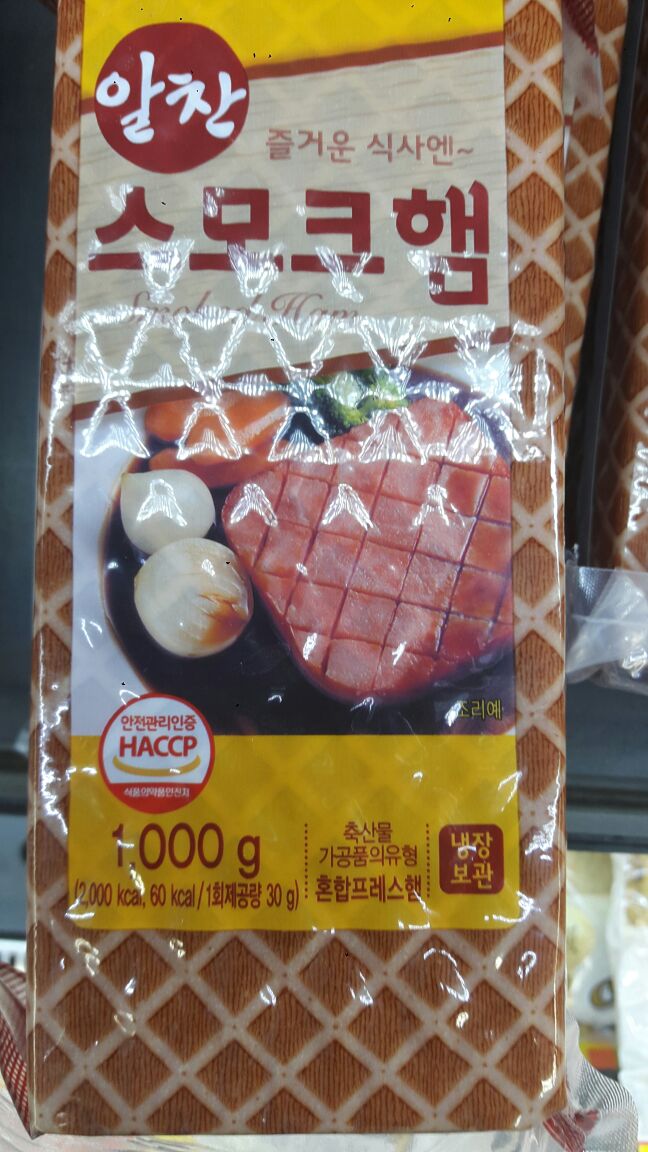 알찬
즐거운 식사엔~
스모크햄
Smoked Ham
조리예
안전관리인증
HACCP
식품의약품안전처
1,000 g
(2,000 kcal, 60 kcal/1회제공량 30 g)
축산물
가공품의유형
혼합프레스햄
냉장
보관